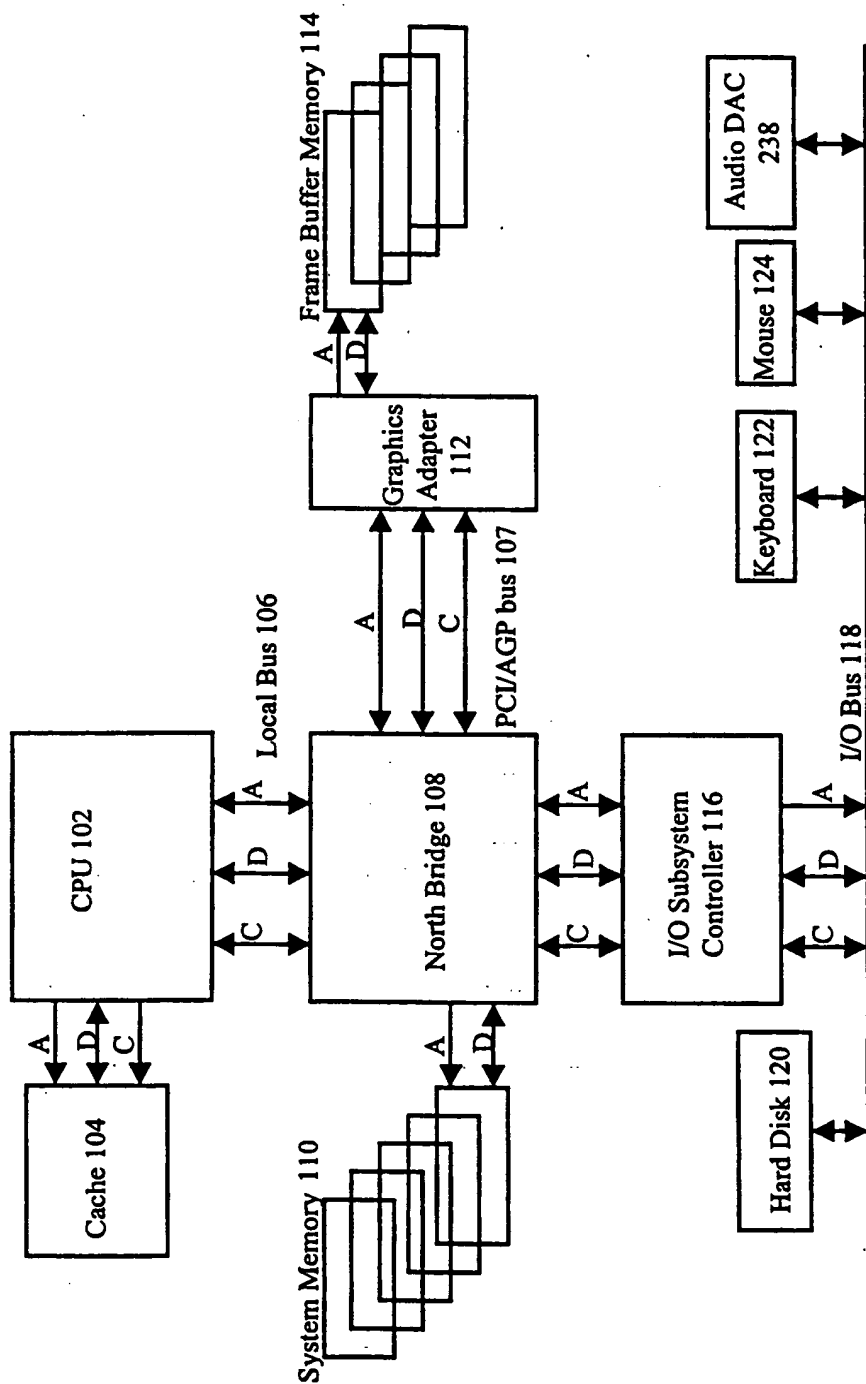 Cache 104
A
D
C
CPU 102
C
D
A
Local Bus 106
System Memory 110
A
D
North Bridge 108
A
D
C
PCI/AGP bus 107
Graphics
Adapter
112
A
D
Frame Buffer Memory 114
C
D
A
I/O Subsystem
Controller 116
C
D
A
I/O Bus 118
Hard Disk 120
Keyboard 122
Mouse 124
Audio DAC
238